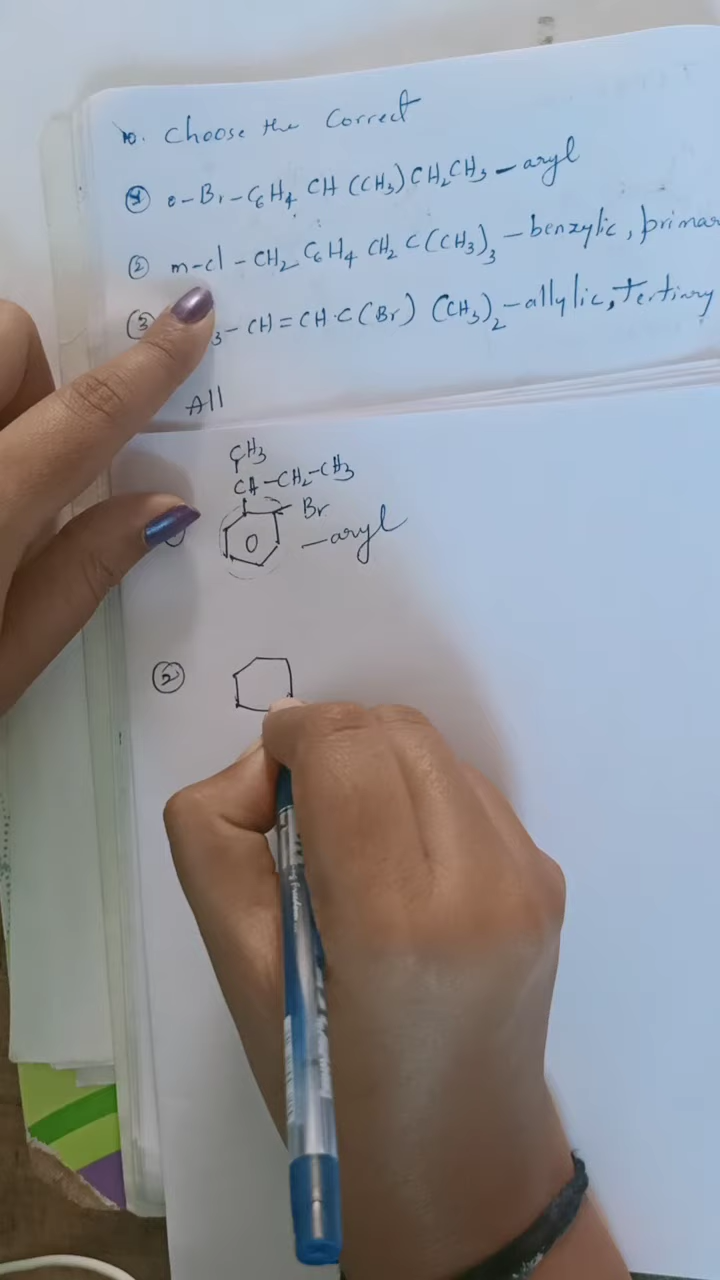 10. Choose the Correct
① o-Br-C6H4 CH (CH3) CH2CH3 - aryl
② m-cl - CH2 C6H4 CH2 C(CH3)3 - benzylic, primar
③ 3 - CH = CH·C(Br) (CH3)2 - allylic, Tertiary
All
CH3
CH-CH2-CH3
Br
- aryl
②